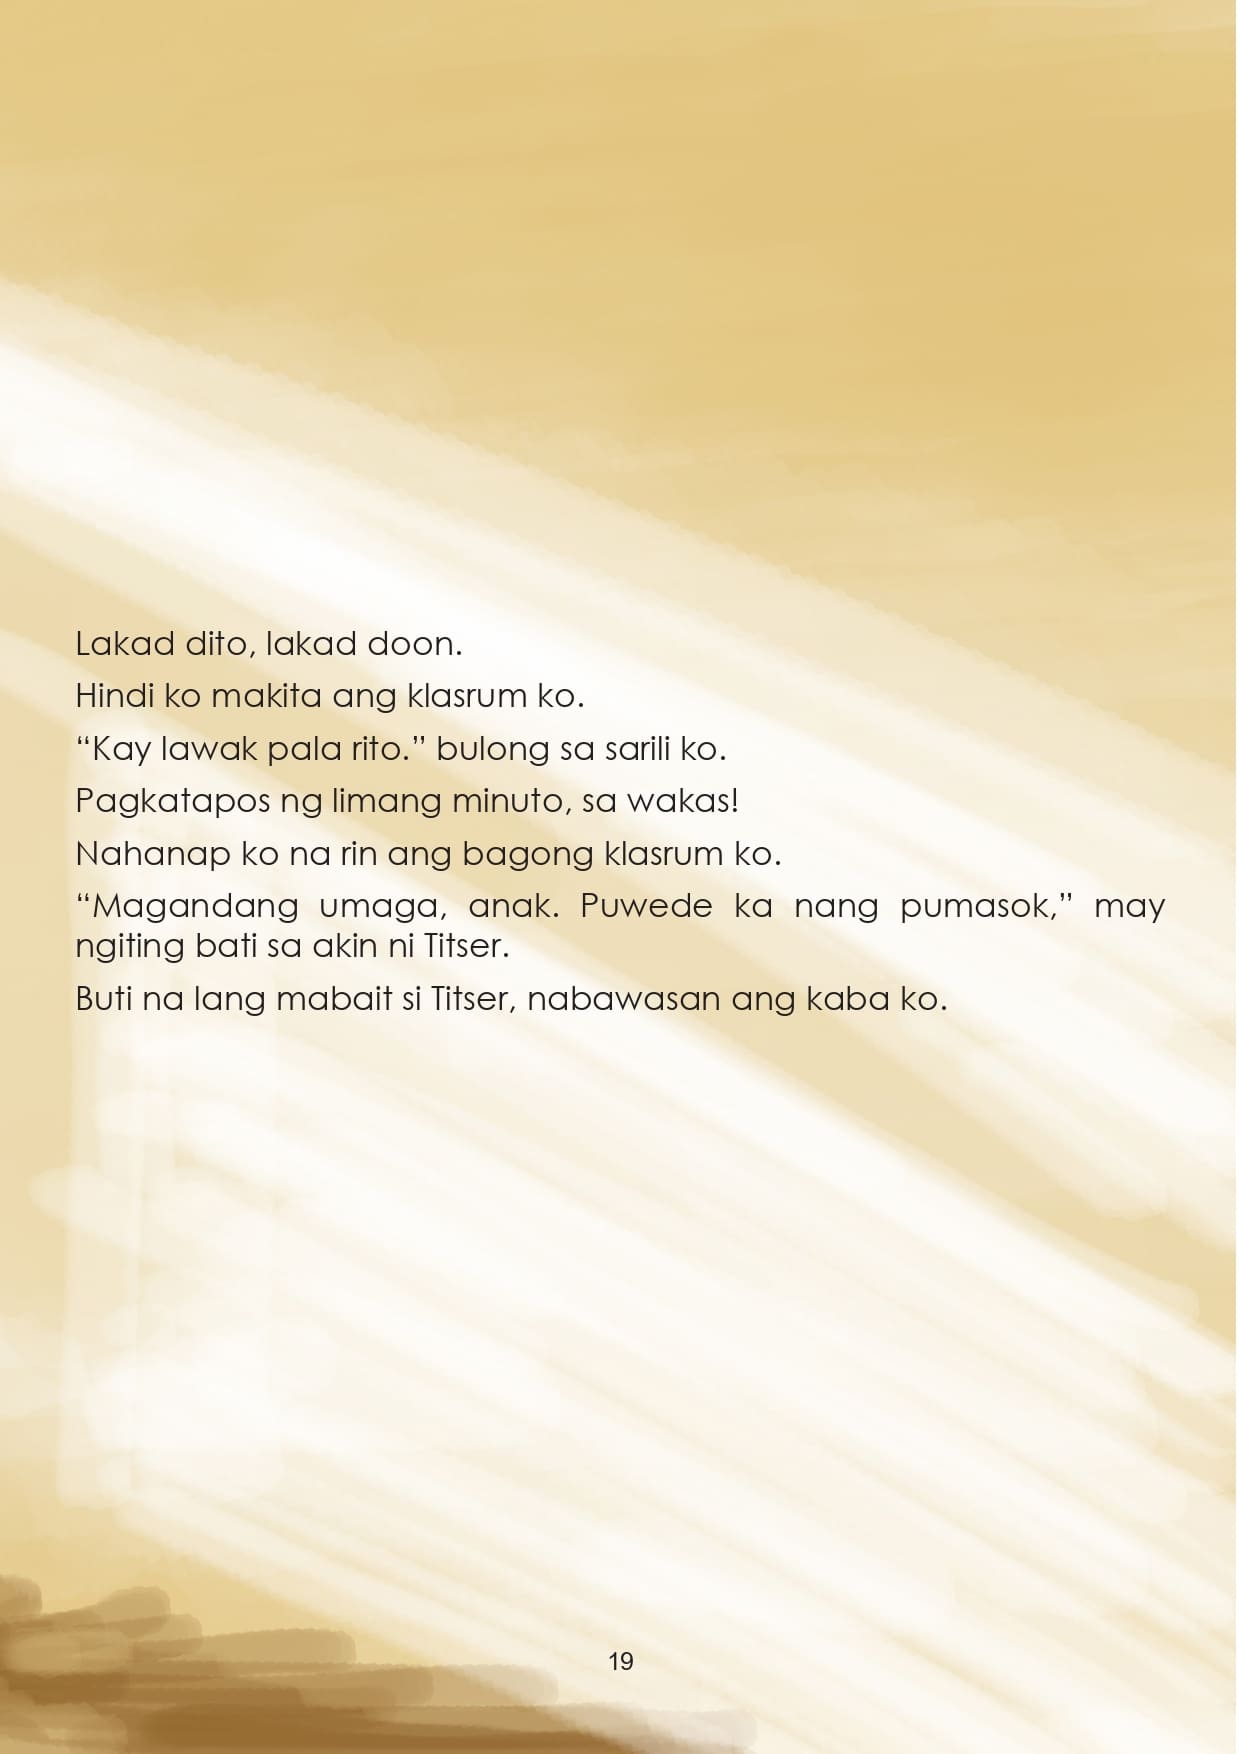 Lakad dito, lakad doon.
Hindi ko makita ang klasrum ko.
“Kay lawak pala rito.” bulong sa sarili ko.
Pagkatapos ng limang minuto, sa wakas!
Nahanap ko na rin ang bagong klasrum ko.
“Magandang umaga, anak. Puwede ka nang pumasok,” may
ngiting bati sa akin ni Titser.
Buti na lang mabait si Titser, nabawasan ang kaba ko.
19